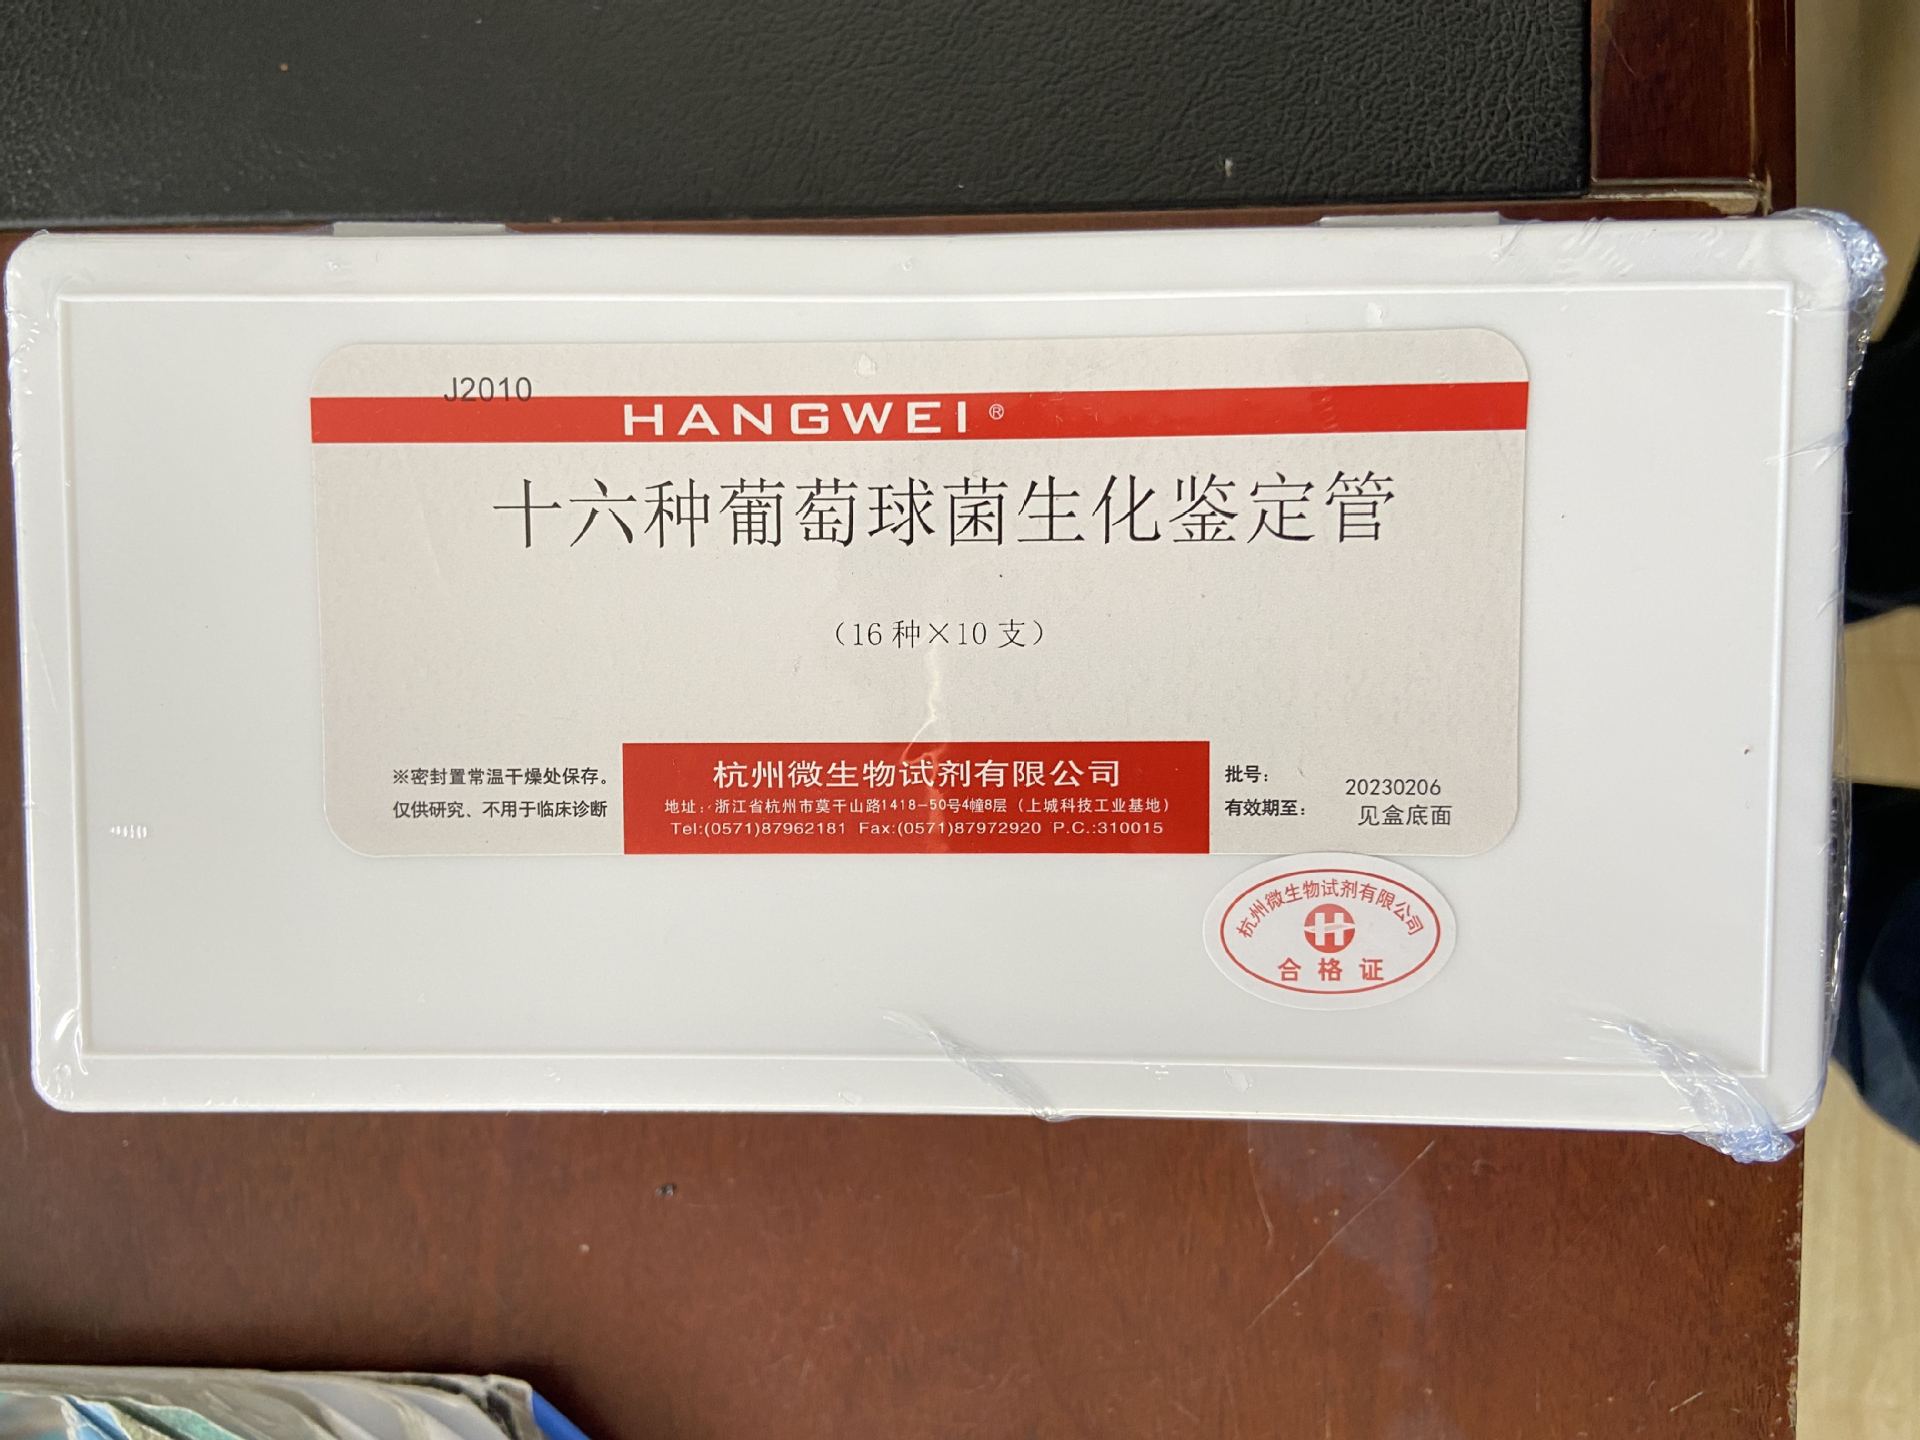 J2010
HANGWEI®
十六种葡萄球菌生化鉴定管
（16 种×10 支）
※密封置常温干燥处保存。
仅供研究、不用于临床诊断
杭州微生物试剂有限公司
地址：浙江省杭州市莫干山路1418-50号4幢8层（上城科技工业基地）
Tel:(0571)87962181 Fax:(0571)87972920 P.C.:310015
批号： 20230206
有效期至： 见盒底面
杭州微生物试剂有限公司
合格证